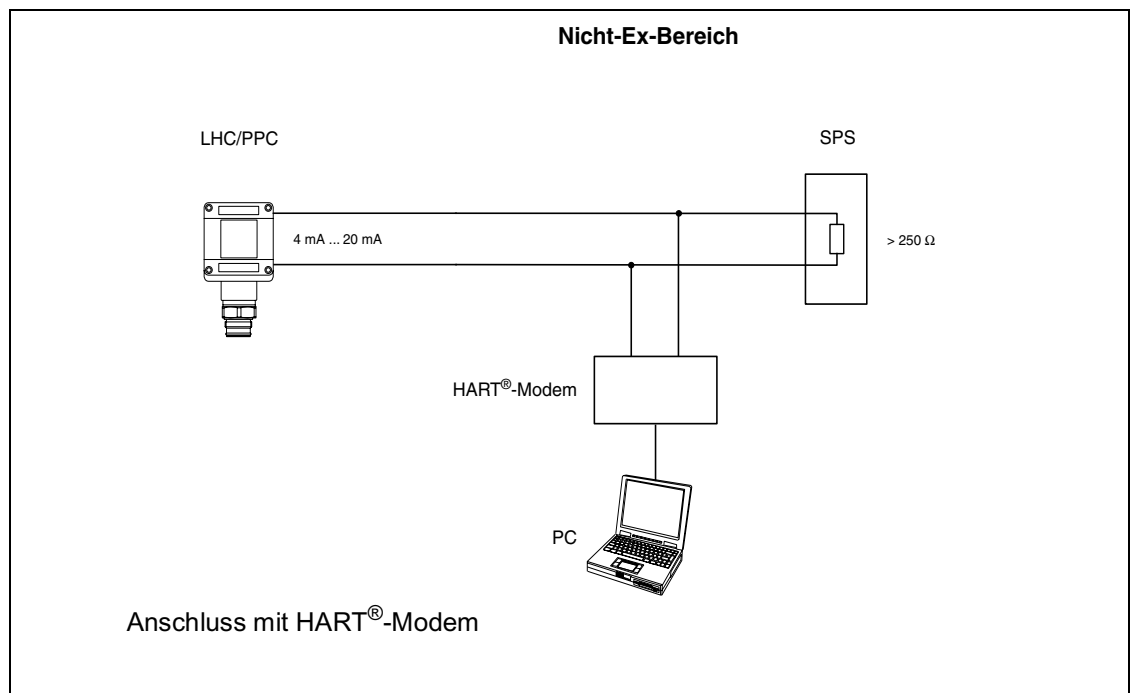 Nicht-Ex-Bereich
LHC/PPC
SPS
4 mA ... 20 mA
> 250 Ω
HART®-Modem
PC
Anschluss mit HART®-Modem